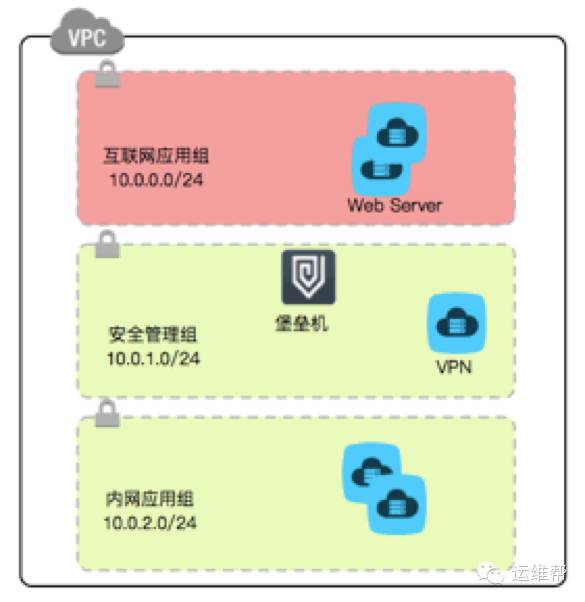 VPC
互联网应用组
10.0.0.0/24
Web Server
安全管理组
10.0.1.0/24
堡垒机
VPN
内网应用组
10.0.2.0/24
运维帮